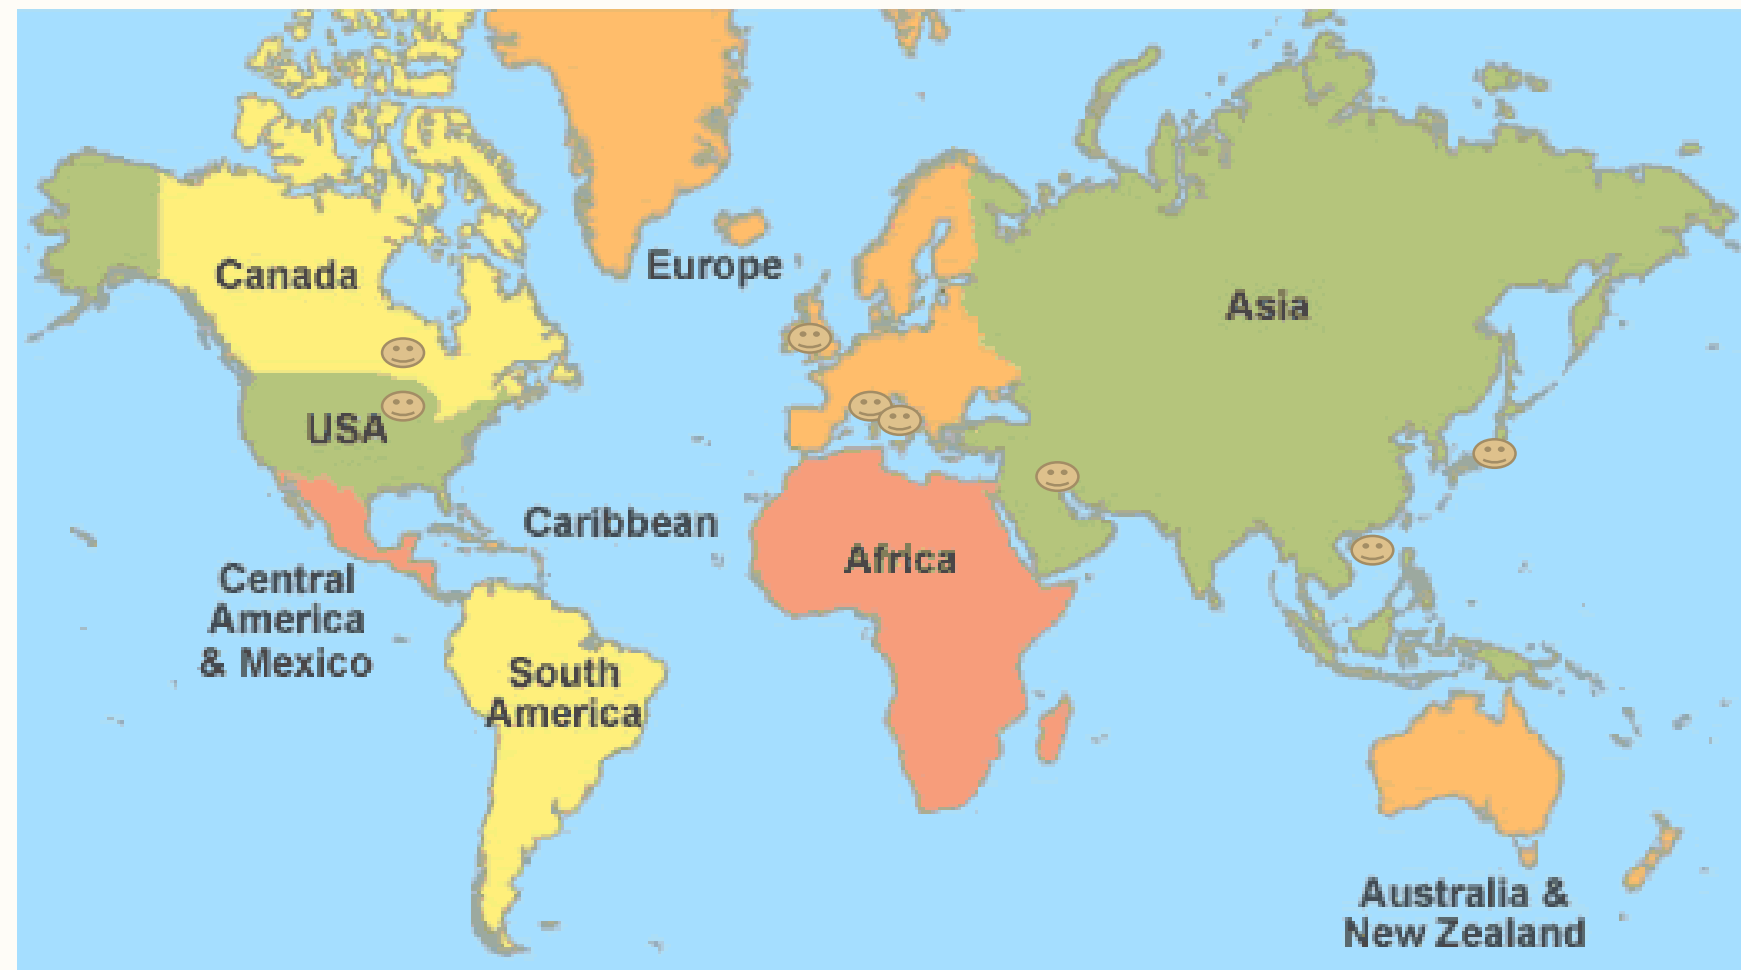 Canada
Europe
Asia
USA
Caribbean
Africa
Central
America
& Mexico
South
America
Australia &
New Zealand